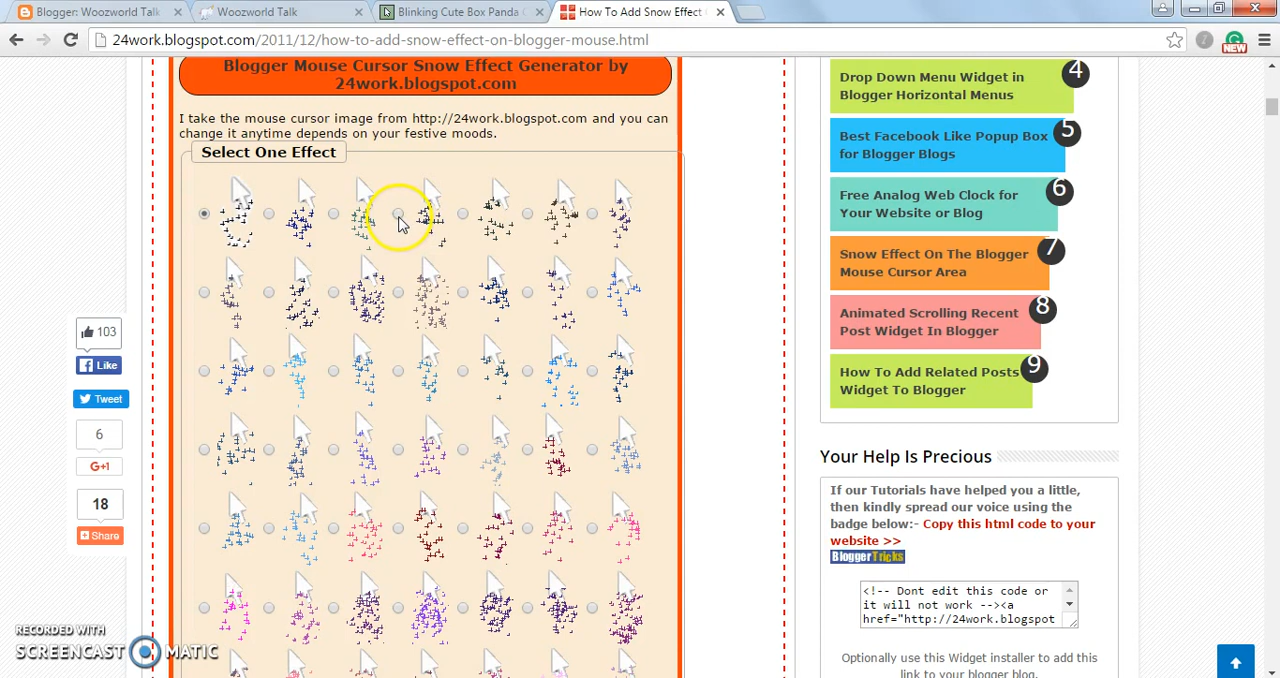 Blogger: Woozworld Talk
Woozworld Talk
Blinking Cute Box Panda
How To Add Snow Effect
24work.blogspot.com/2011/12/how-to-add-snow-effect-on-blogger-mouse.html
NEW
Blogger Mouse Cursor Snow Effect Generator by
24work.blogspot.com
I take the mouse cursor image from http://24work.blogspot.com and you can
change it anytime depends on your festive moods.
Select One Effect
103
Like
Tweet
6
G+1
18
Share
RECORDED WITH
SCREENCAST MATIC
Drop Down Menu Widget in
Blogger Horizontal Menus
4
Best Facebook Like Popup Box
for Blogger Blogs
5
Free Analog Web Clock for
Your Website or Blog
6
Snow Effect On The Blogger
Mouse Cursor Area
7
Animated Scrolling Recent
Post Widget In Blogger
8
How To Add Related Posts
Widget To Blogger
9
Your Help Is Precious
If our Tutorials have helped you a little,
then kindly spread our voice using the
badge below:- Copy this html code to your
website >>
BloggerTricks
<!-- Dont edit this code or
it will not work --><a
href="http://24work.blogspot
Optionally use this Widget installer to add this
link to your blogger blog.